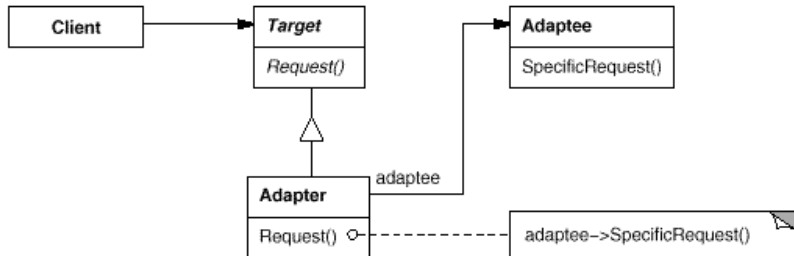 Client
Target
Request()
Adaptee
SpecificRequest()
adaptee
Adapter
Request()
adaptee->SpecificRequest()